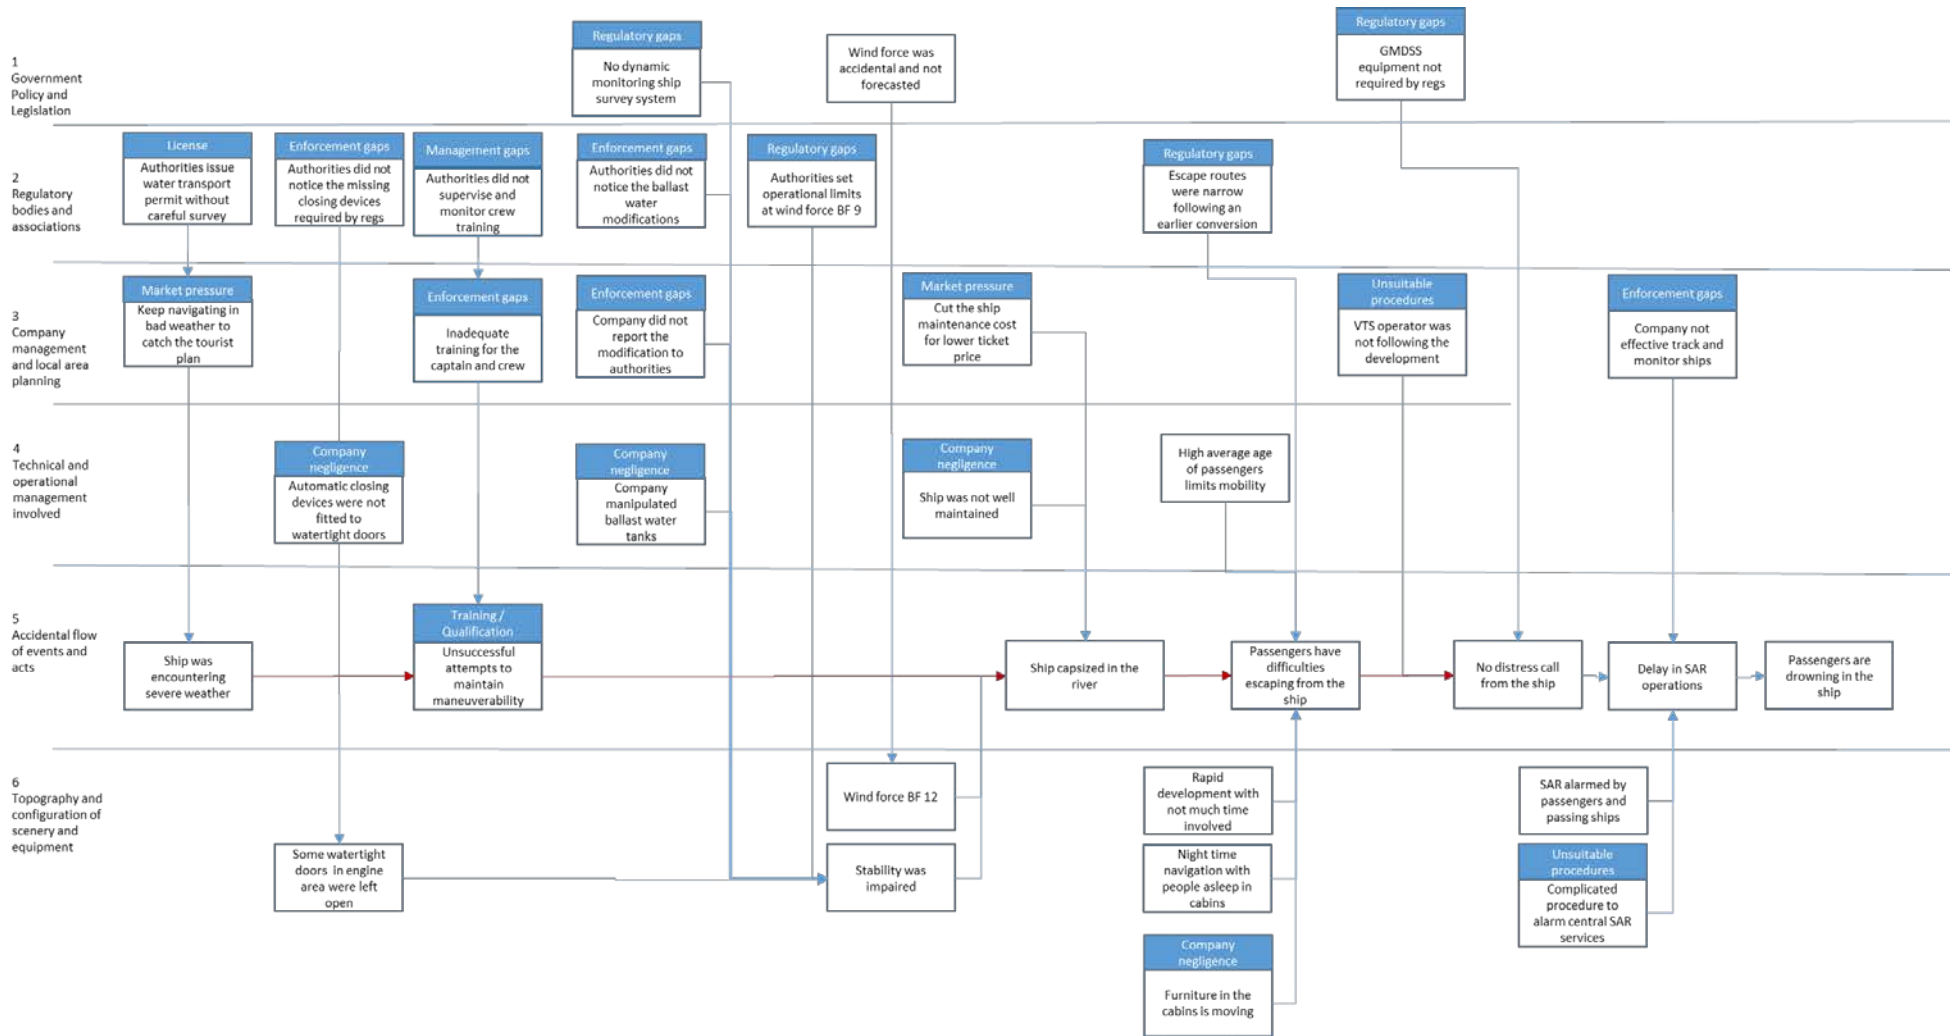 1
Government
Policy and
Legislation
Regulatory gaps
No dynamic
monitoring ship
survey system
Wind force was
accidental and not
forecasted
Regulatory gaps
GMDSS
equipment not
required by regs
2
Regulatory
bodies and
associations
License
Authorities issue
water transport
permit without
careful survey
Enforcement gaps
Authorities did not
notice the missing
closing devices
required by regs
Management gaps
Authorities did not
supervise and
monitor crew
training
Enforcement gaps
Authorities did not
notice the ballast
water
modifications
Regulatory gaps
Authorities set
operational limits
at wind force BF 9
Regulatory gaps
Escape routes
were narrow
following an
earlier conversion
3
Company
management
and local area
planning
Market pressure
Keep navigating in
bad weather to
catch the tourist
plan
Enforcement gaps
Inadequate
training for the
captain and crew
Enforcement gaps
Company did not
report the
modification to
authorities
Market pressure
Cut the ship
maintenance cost
for lower ticket
price
Unsuitable
procedures
VTS operator was
not following the
development
Enforcement gaps
Company not
effective track and
monitor ships
4
Technical and
operational
management
involved
Company
negligence
Automatic closing
devices were not
fitted to
watertight doors
Company
negligence
Company
manipulated
ballast water
tanks
Company
negligence
Ship was not well
maintained
High average age
of passengers
limits mobility
5
Accidental flow
of events and
acts
Ship was
encountering
severe weather
Training /
Qualification
Unsuccessful
attempts to
maintain
maneuverability
Ship capsized in the
river
Passengers have
difficulties
escaping from the
ship
No distress call
from the ship
Delay in SAR
operations
Passengers are
drowning in the
ship
6
Topography and
configuration of
scenery and
equipment
Some watertight
doors in engine
area were left
open
Wind force BF 12
Stability was
impaired
Rapid
development with
not much time
involved
Night time
navigation with
people asleep in
cabins
Company
negligence
Furniture in the
cabins is moving
SAR alarmed by
passengers and
passing ships
Unsuitable
procedures
Complicated
procedure to
alarm central SAR
services